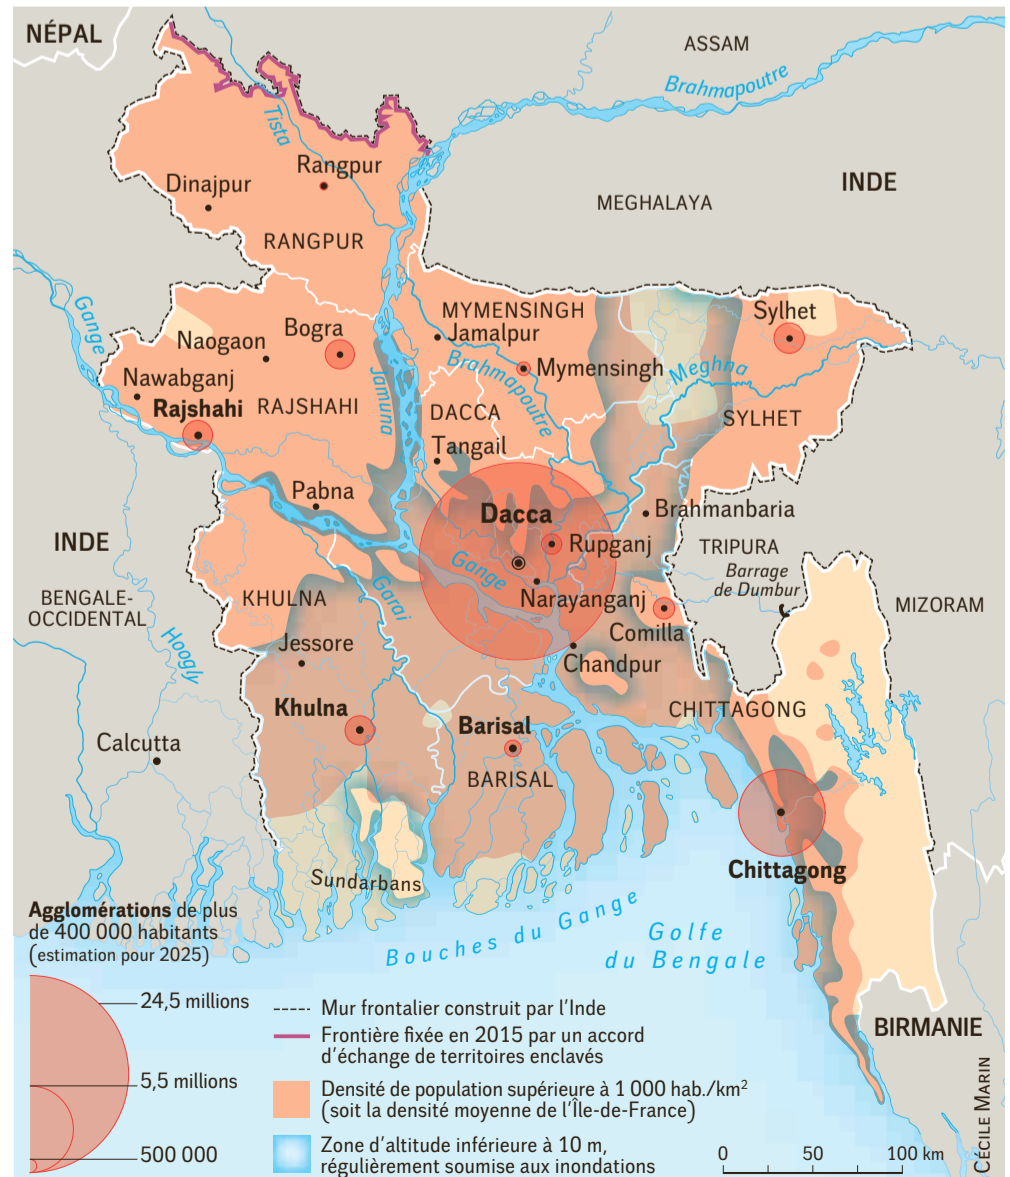 NÉPAL
ASSAM
Brahmapoutre
Tista
Rangpur
Dinajpur
INDE
MEGHALAYA
RANGPUR
Gange
MYMENSINGH
Jamalpur
Sylhet
Naogaon
Bogra
Brahmapoutre
Mymensingh
Meghna
Nawabganj
Jamuna
Rajshahi
RAJSHAHI
DACCA
SYLHET
Tangail
Pabna
Dacca
Brahmanbaria
INDE
Rupganj
TRIPURA
Gange
Barrage
de Dumbur
BENGALE-
OCCIDENTAL
KHULNA
Gorai
Narayanganj
MIZORAM
Hoogly
Jessore
Comilla
Chandpur
Khulna
Barisal
CHITTAGONG
Calcutta
BARISAL
Chittagong
Sundarbans
Bouches du Gange
Golfe
du Bengale
Agglomérations de plus
de 400 000 habitants
(estimation pour 2025)
24,5 millions
5,5 millions
500 000
Mur frontalier construit par l'Inde
Frontière fixée en 2015 par un accord
d'échange de territoires enclavés
Densité de population supérieure à 1 000 hab./km²
(soit la densité moyenne de l'Île-de-France)
Zone d'altitude inférieure à 10 m,
régulièrement soumise aux inondations
BIRMANIE
0 50 100 km
CÉCILE MARIN